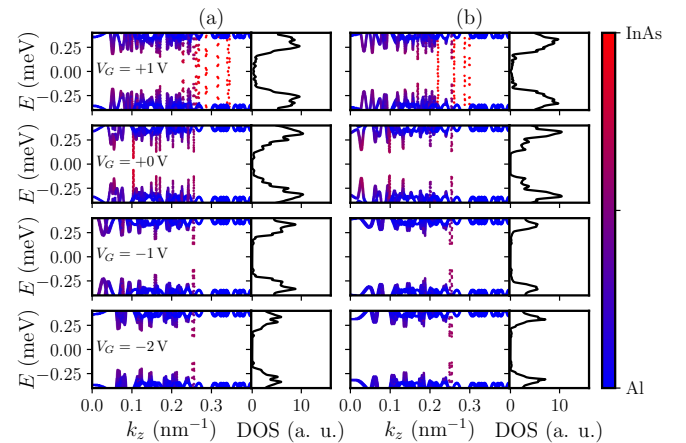 (a)
(b)
E (meV)
0.25
0.00
−0.25
V_G = +1 V
InAs
E (meV)
0.25
0.00
−0.25
V_G = +0 V
E (meV)
0.25
0.00
−0.25
V_G = −1 V
E (meV)
0.25
0.00
−0.25
V_G = −2 V
Al
0.0 0.1 0.2 0.3 0 10 0.0 0.1 0.2 0.3 0 10
k_z (nm⁻¹) DOS (a. u.) k_z (nm⁻¹) DOS (a. u.)